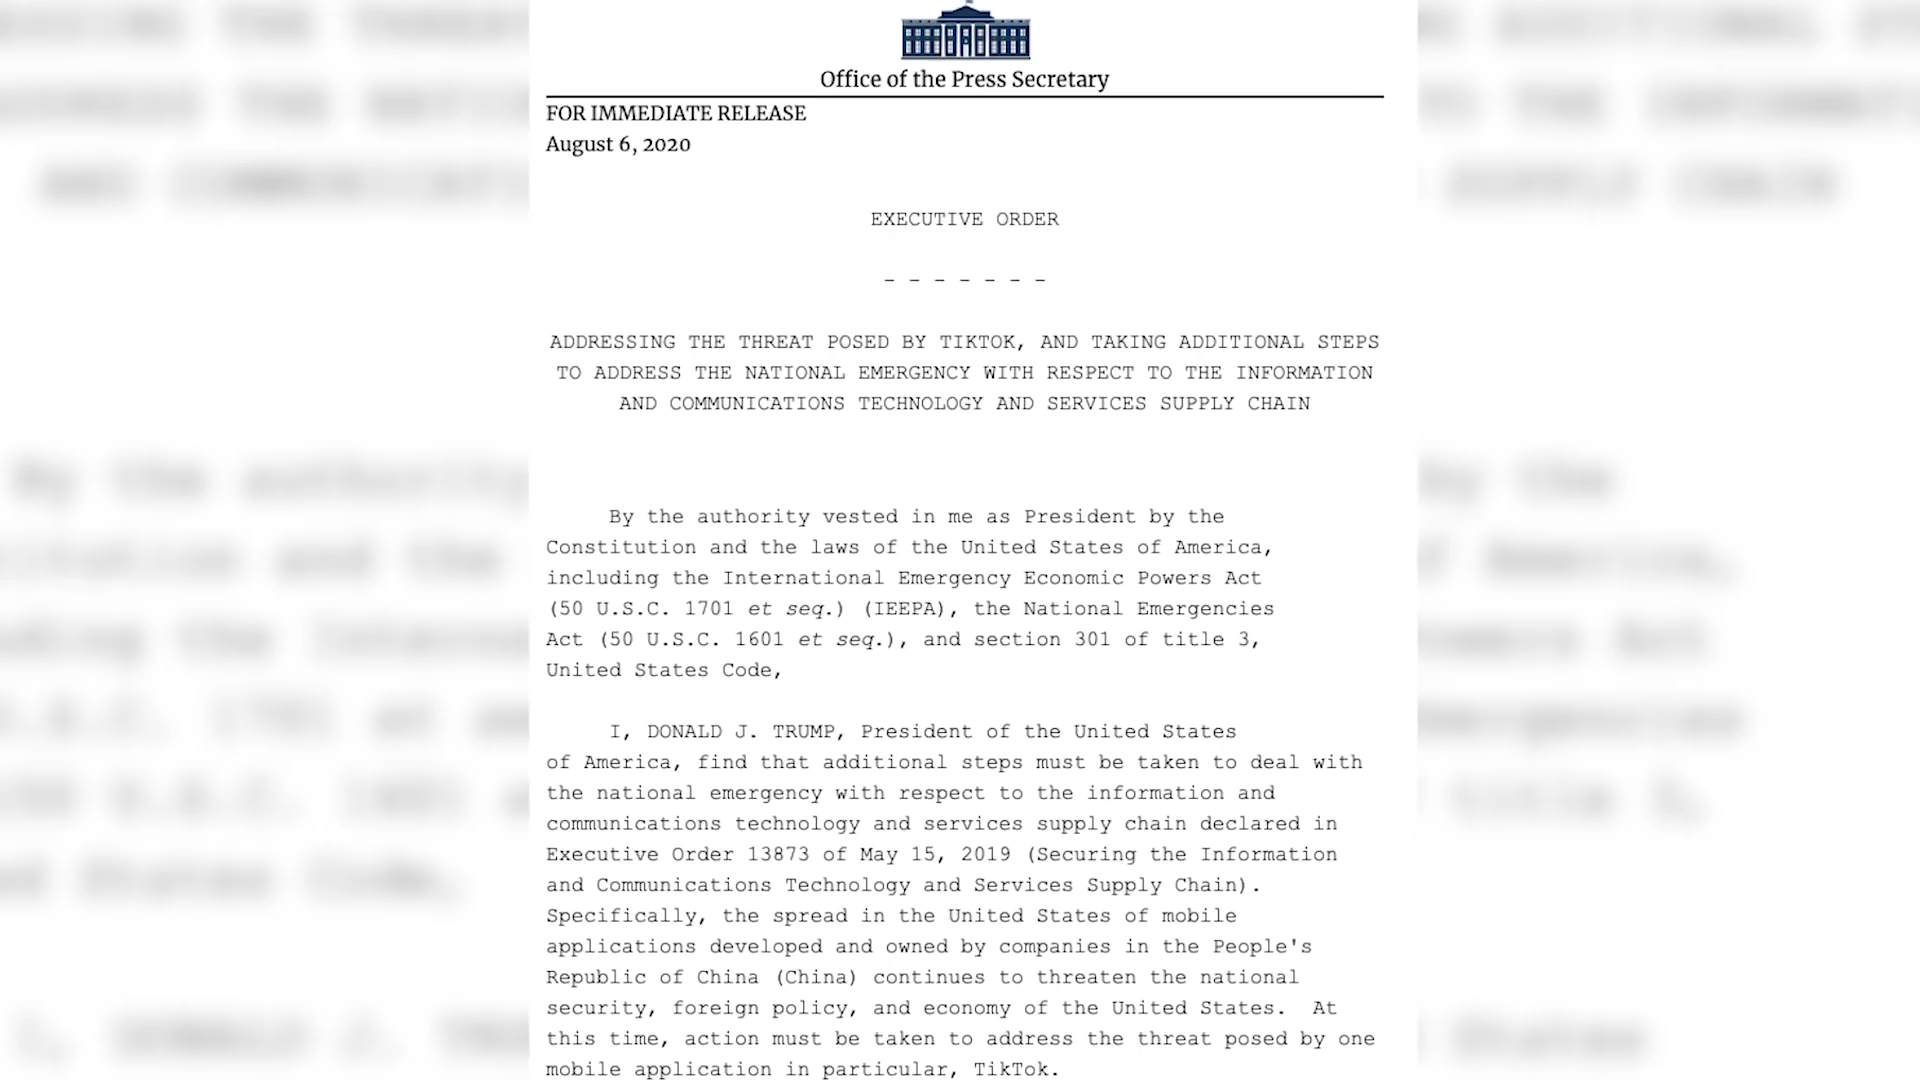 Office of the Press Secretary
FOR IMMEDIATE RELEASE
August 6, 2020
EXECUTIVE ORDER
- - - - - - -
ADDRESSING THE THREAT POSED BY TIKTOK, AND TAKING ADDITIONAL STEPS
TO ADDRESS THE NATIONAL EMERGENCY WITH RESPECT TO THE INFORMATION
AND COMMUNICATIONS TECHNOLOGY AND SERVICES SUPPLY CHAIN
By the authority vested in me as President by the
Constitution and the laws of the United States of America,
including the International Emergency Economic Powers Act
(50 U.S.C. 1701 et seq.) (IEEPA), the National Emergencies
Act (50 U.S.C. 1601 et seq.), and section 301 of title 3,
United States Code,
I, DONALD J. TRUMP, President of the United States
of America, find that additional steps must be taken to deal with
the national emergency with respect to the information and
communications technology and services supply chain declared in
Executive Order 13873 of May 15, 2019 (Securing the Information
and Communications Technology and Services Supply Chain).
Specifically, the spread in the United States of mobile
applications developed and owned by companies in the People's
Republic of China (China) continues to threaten the national
security, foreign policy, and economy of the United States.  At
this time, action must be taken to address the threat posed by one
mobile application in particular, TikTok.